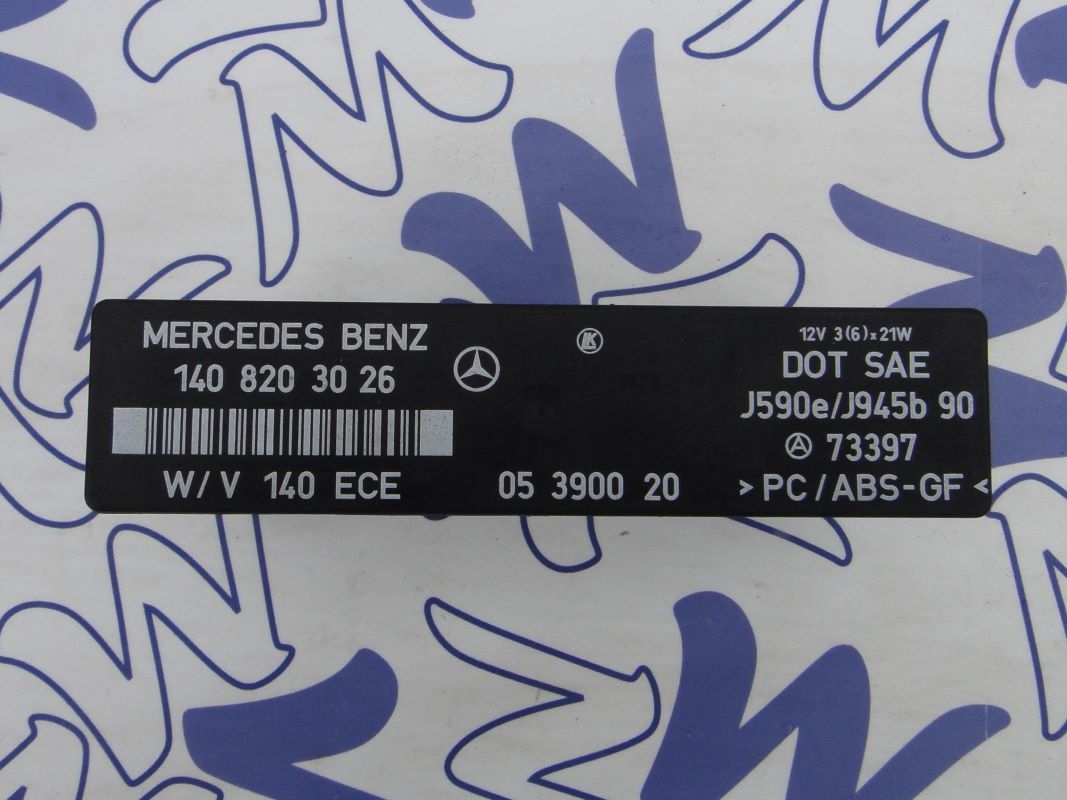 MERCEDES BENZ
140 820 30 26
W/V 140 ECE
05 3900 20
12V 3(6)x21W
DOT SAE
J590e/J945b 90
A 73397
>PC/ABS-GF<